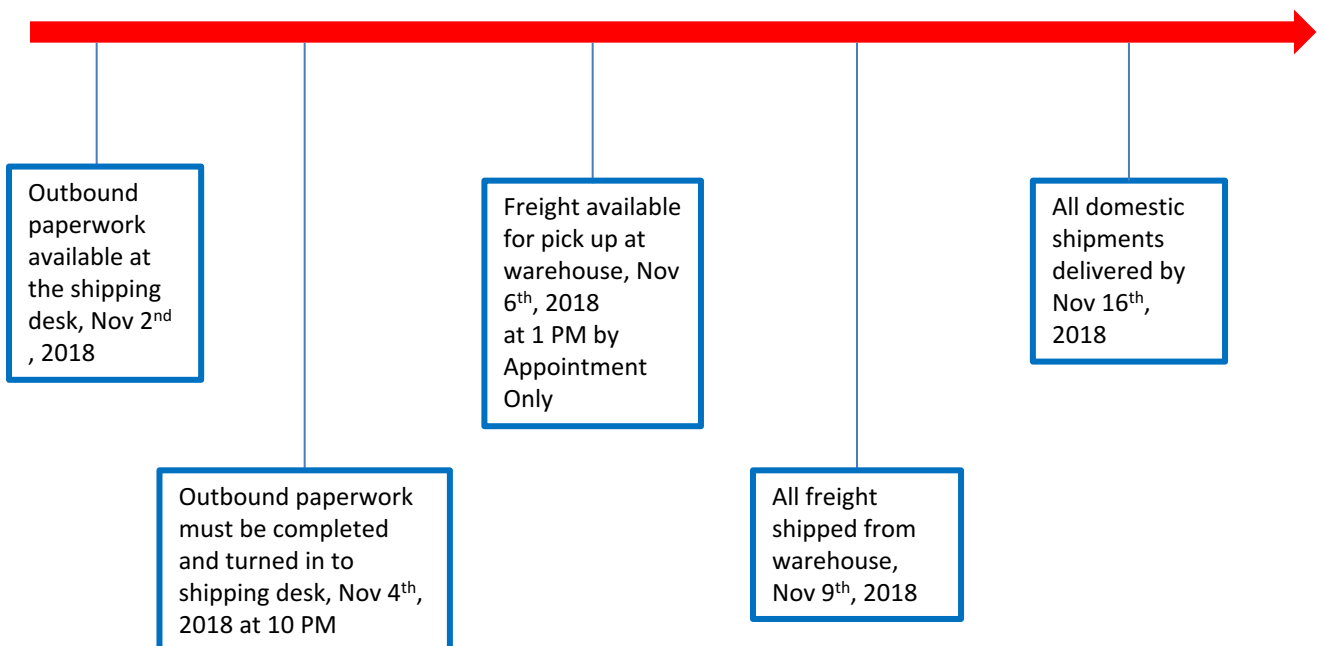 Outbound
paperwork
available at
the shipping
desk, Nov 2nd
, 2018
Outbound paperwork
must be completed
and turned in to
shipping desk, Nov 4th,
2018 at 10 PM
Freight available
for pick up at
warehouse, Nov
6th, 2018
at 1 PM by
Appointment
Only
All freight
shipped from
warehouse,
Nov 9th, 2018
All domestic
shipments
delivered by
Nov 16th,
2018